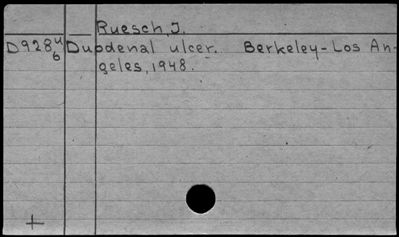 Ruesch, J.
D928u Duodenal ulcer. Berkeley-Los An-
6 geles, 1948.